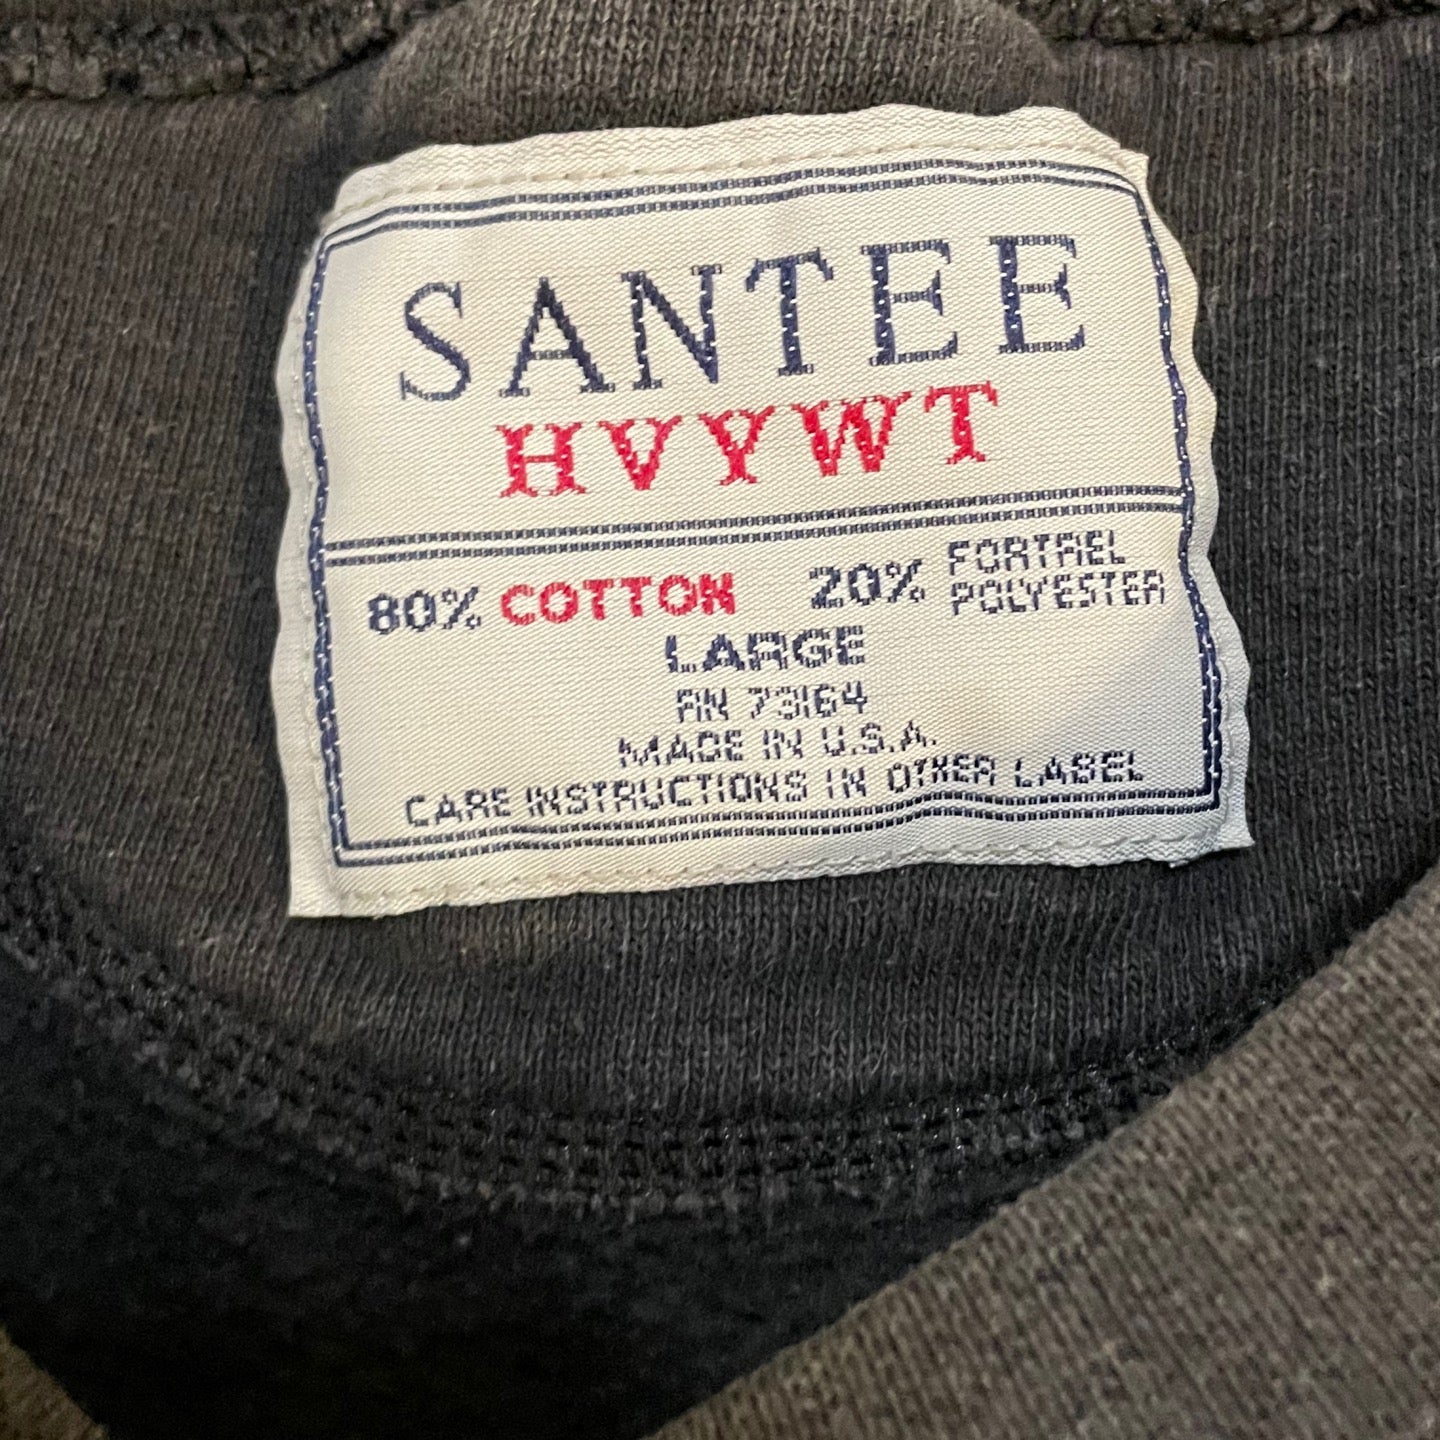 SANTEE
HVYWT
80% COTTON 20% FORTREL
POLYESTER
LARGE
RN 73164
MADE IN U.S.A.
CARE INSTRUCTIONS IN OTHER LABEL